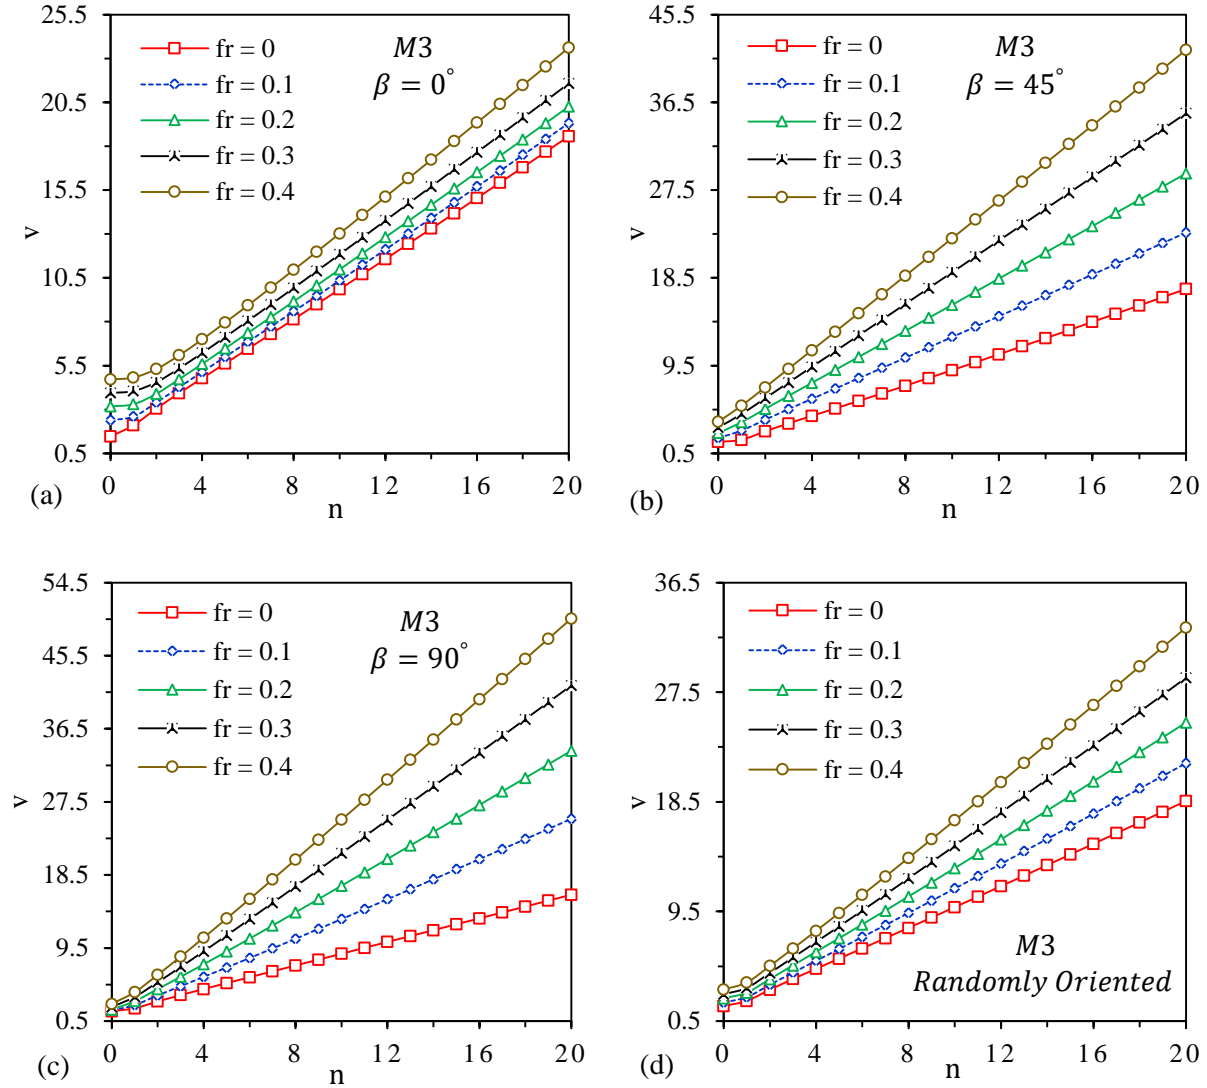 25.5
20.5
15.5
10.5
5.5
0.5
v
fr = 0
fr = 0.1
fr = 0.2
fr = 0.3
fr = 0.4
M3
β = 0°
0 4 8 12 16 20
n
(a)
45.5
36.5
27.5
18.5
9.5
0.5
v
fr = 0
fr = 0.1
fr = 0.2
fr = 0.3
fr = 0.4
M3
β = 45°
0 4 8 12 16 20
n
(b)
54.5
45.5
36.5
27.5
18.5
9.5
0.5
v
fr = 0
fr = 0.1
fr = 0.2
fr = 0.3
fr = 0.4
M3
β = 90°
0 4 8 12 16 20
n
(c)
36.5
27.5
18.5
9.5
0.5
v
fr = 0
fr = 0.1
fr = 0.2
fr = 0.3
fr = 0.4
M3
Randomly Oriented
0 4 8 12 16 20
n
(d)